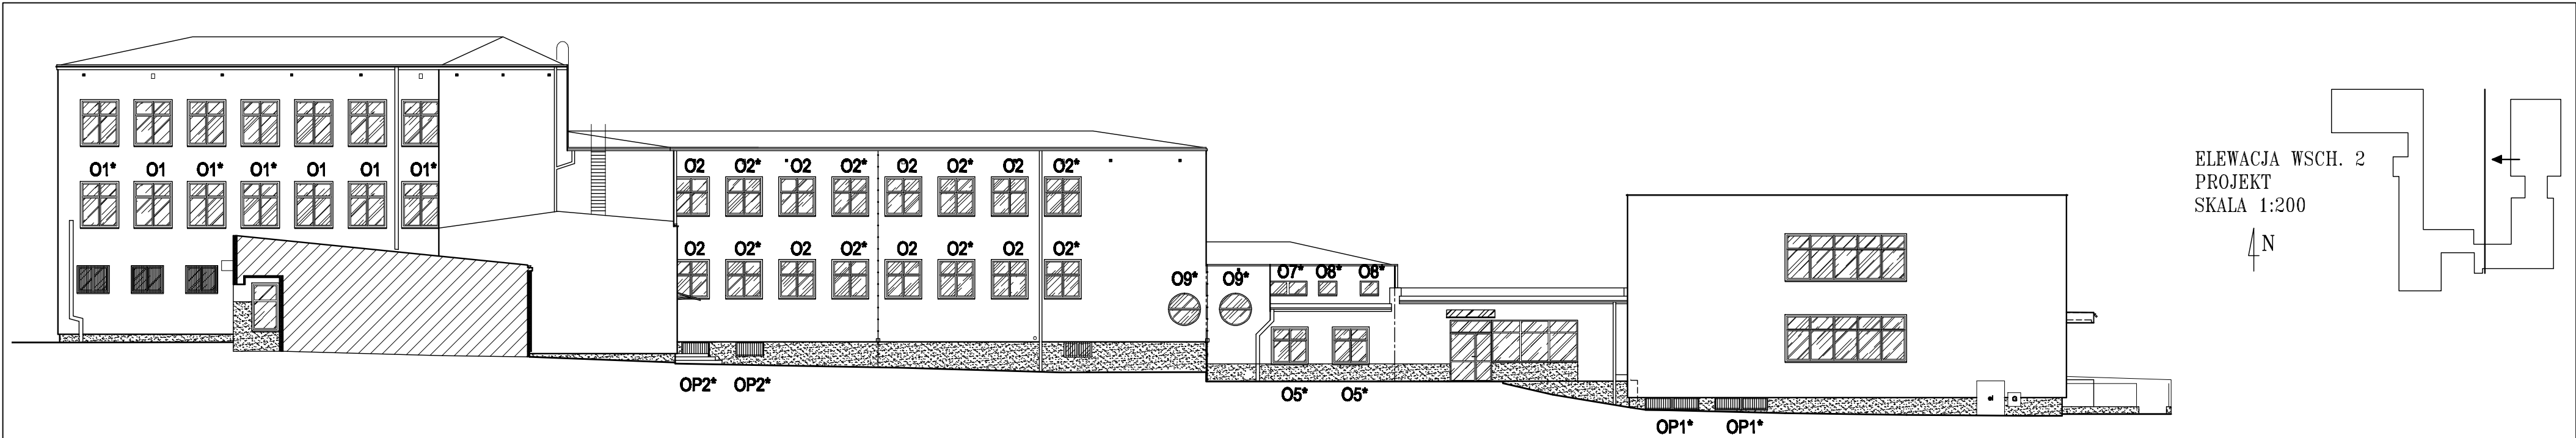 O1* O1 O1* O1* O1 O1 O1*
O2 O2* O2 O2* O2 O2* O2 O2*
O2 O2* O2 O2* O2 O2* O2 O2*
O9* O9* O7* O8* O8*
OP2* OP2*
O5* O5*
OP1* OP1*
el G
ELEWACJA WSCH. 2
PROJEKT
SKALA 1:200
N